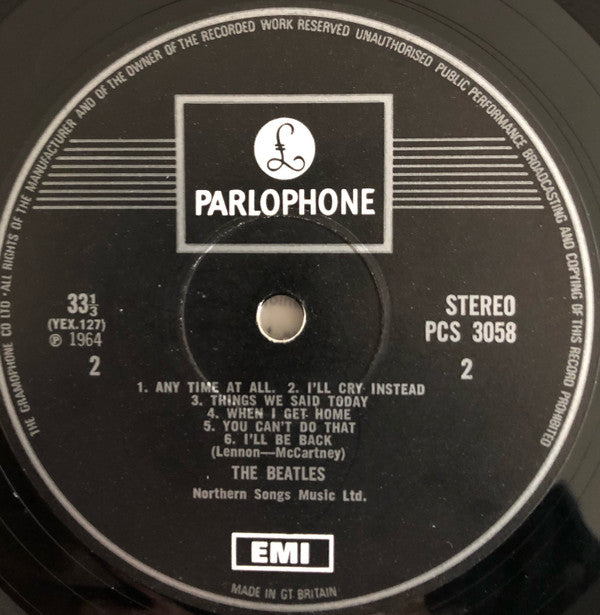 THE GRAMOPHONE CO LTD · ALL RIGHTS OF THE MANUFACTURER AND OF THE OWNER OF THE RECORDED WORK RESERVED UNAUTHORISED PUBLIC PERFORMANCE BROADCASTING AND COPYING OF THIS RECORD PROHIBITED
£
PARLOPHONE
33⅓
(YEX.127)
℗ 1964
2
STEREO
PCS 3058
2
1. ANY TIME AT ALL. 2. I'LL CRY INSTEAD
3. THINGS WE SAID TODAY
4. WHEN I GET HOME
5. YOU CAN'T DO THAT
6. I'LL BE BACK
(Lennon—McCartney)
THE BEATLES
Northern Songs Music Ltd.
EMI
MADE IN GT BRITAIN